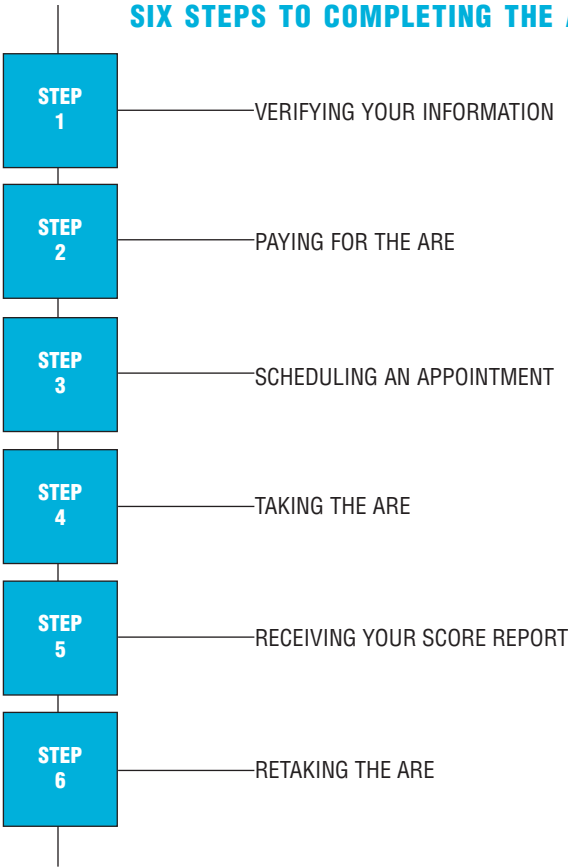 SIX STEPS TO COMPLETING THE
STEP
1
VERIFYING YOUR INFORMATION
STEP
2
PAYING FOR THE ARE
STEP
3
SCHEDULING AN APPOINTMENT
STEP
4
TAKING THE ARE
STEP
5
RECEIVING YOUR SCORE REPORT
STEP
6
RETAKING THE ARE